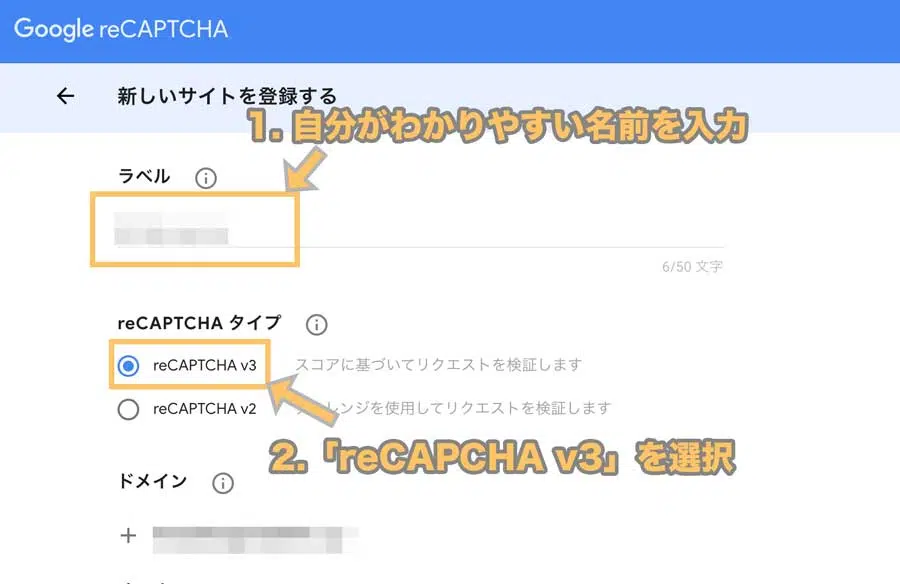 Google reCAPTCHA
新しいサイトを登録する
1. 自分がわかりやすい名前を入力
ラベル
6/50 文字
reCAPTCHA タイプ
reCAPTCHA v3 スコアに基づいてリクエストを検証します
reCAPTCHA v2 レンジを使用してリクエストを検証します
2.「reCAPCHA v3」を選択
ドメイン
+